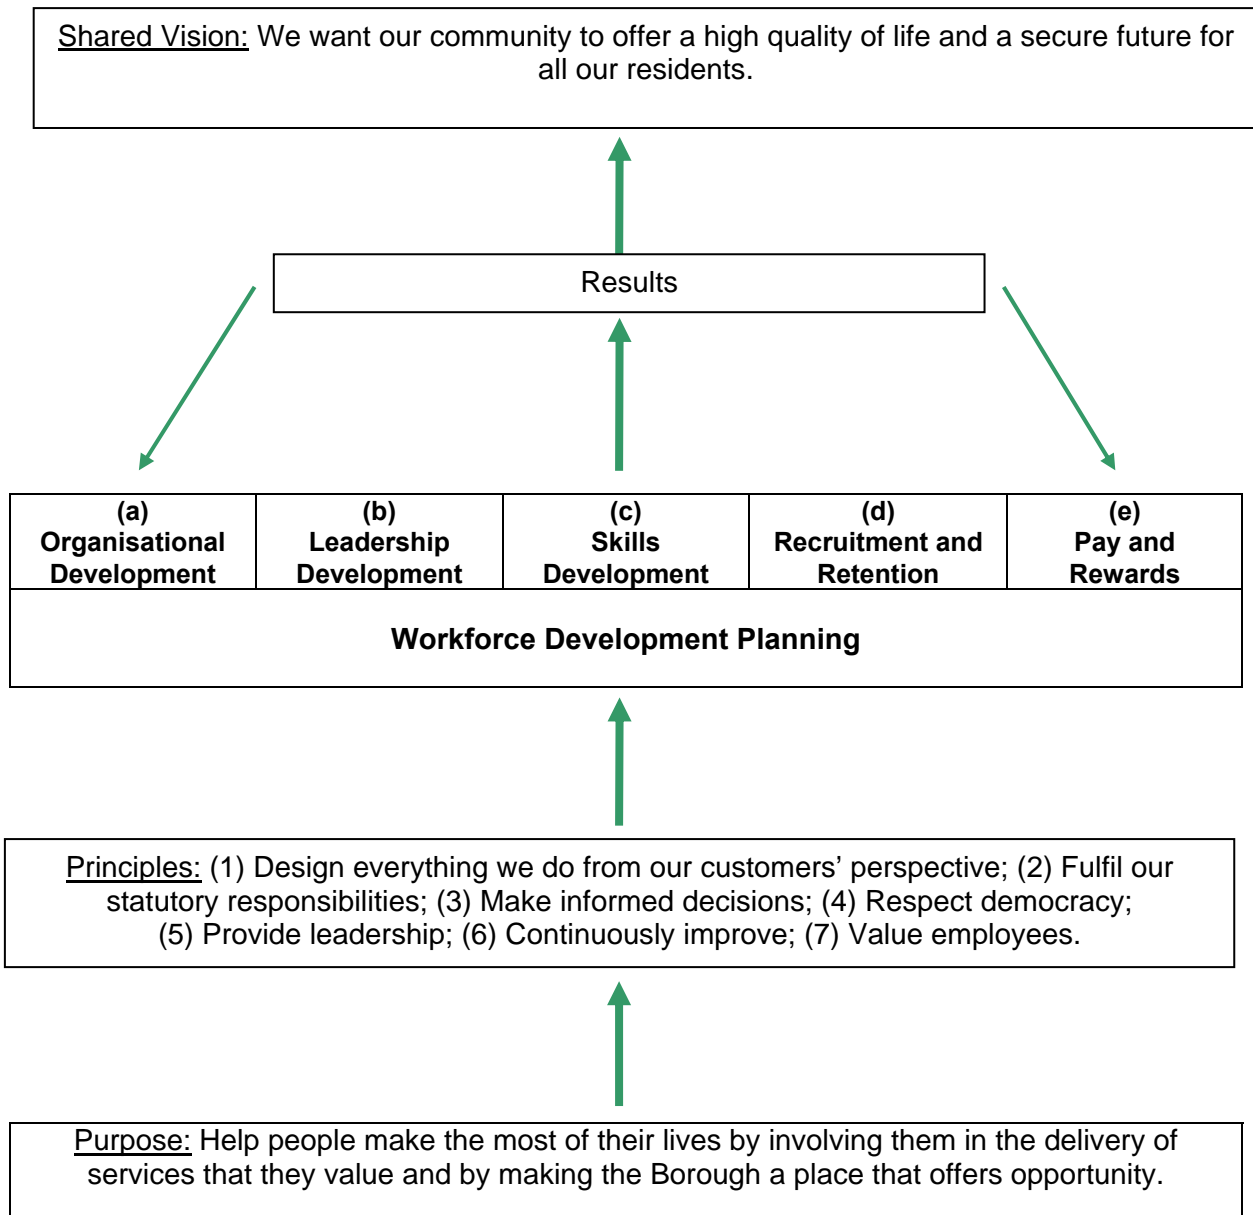 Shared Vision: We want our community to offer a high quality of life and a secure future for
all our residents.
Results
(a)
Organisational
Development
(b)
Leadership
Development
(c)
Skills
Development
(d)
Recruitment and
Retention
(e)
Pay and
Rewards
Workforce Development Planning
Principles: (1) Design everything we do from our customers’ perspective; (2) Fulfil our
statutory responsibilities; (3) Make informed decisions; (4) Respect democracy;
(5) Provide leadership; (6) Continuously improve; (7) Value employees.
Purpose: Help people make the most of their lives by involving them in the delivery of
services that they value and by making the Borough a place that offers opportunity.